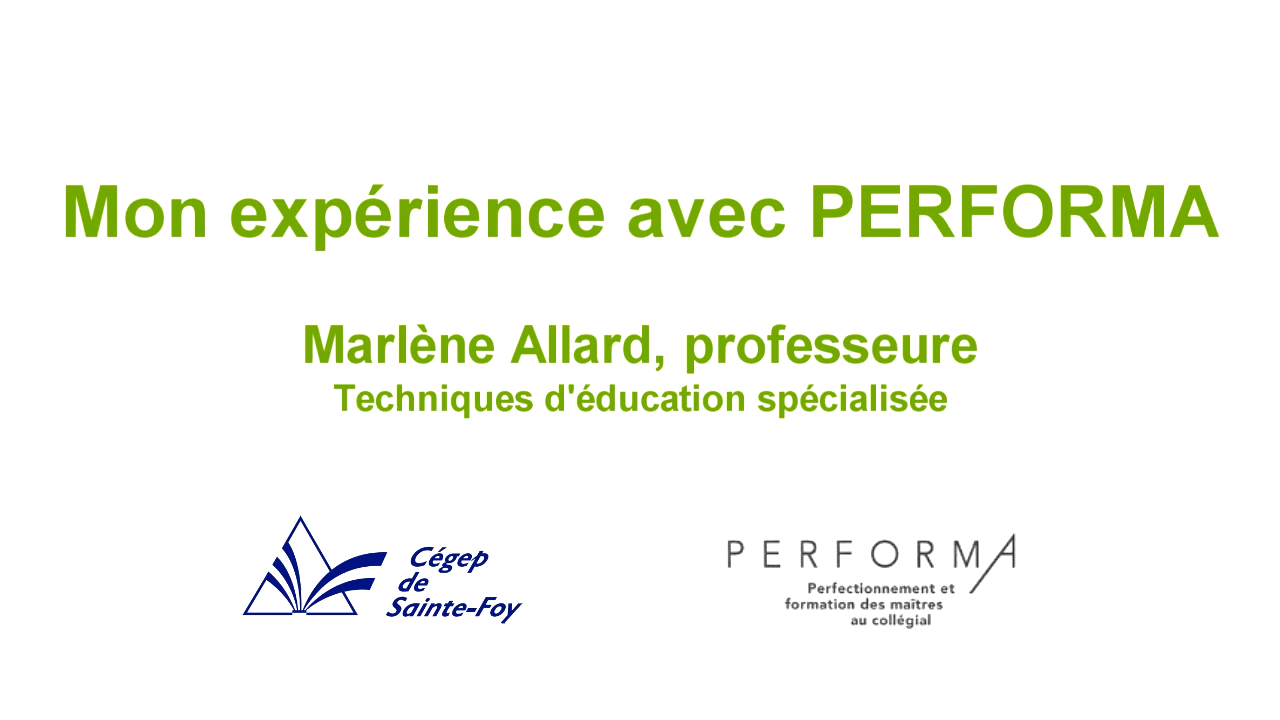 Mon expérience avec PERFORMA
Marlène Allard, professeure
Techniques d'éducation spécialisée
Cégep
de
Sainte-Foy
PERFORMA
Perfectionnement et
formation des maîtres
au collégial